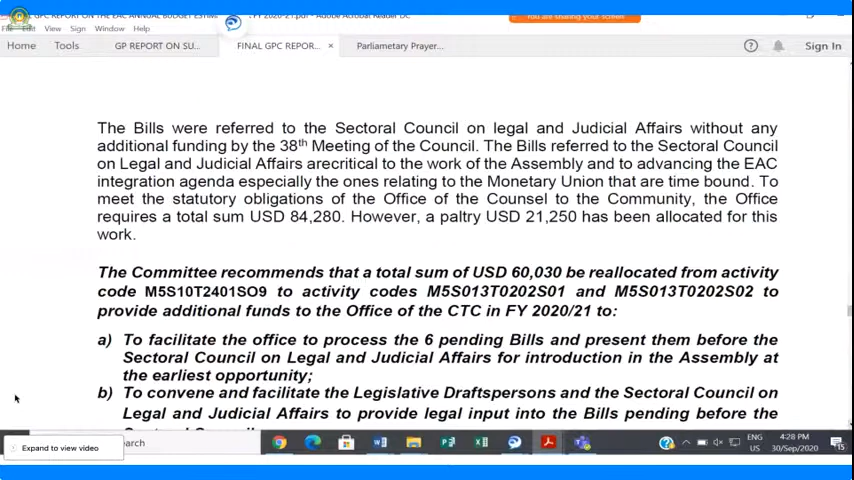 GPC REPORT ON THE EAC ANNUAL BUDGET ESTIM
FY 2020-21.pdf - Adobe Acrobat Reader DC
You are sharing your screen
File Edit View Sign Window Help
Home Tools GP REPORT ON SU... FINAL GPC REPOR... × Parliametary Prayer... Sign In
The Bills were referred to the Sectoral Council on legal and Judicial Affairs without any
additional funding by the 38th Meeting of the Council. The Bills referred to the Sectoral Council
on Legal and Judicial Affairs arecritical to the work of the Assembly and to advancing the EAC
integration agenda especially the ones relating to the Monetary Union that are time bound. To
meet the statutory obligations of the Office of the Counsel to the Community, the Office
requires a total sum USD 84,280. However, a paltry USD 21,250 has been allocated for this
work.
The Committee recommends that a total sum of USD 60,030 be reallocated from activity
code M5S10T2401SO9 to activity codes M5S013T0202S01 and M5S013T0202S02 to
provide additional funds to the Office of the CTC in FY 2020/21 to:
a) To facilitate the office to process the 6 pending Bills and present them before the
Sectoral Council on Legal and Judicial Affairs for introduction in the Assembly at
the earliest opportunity;
b) To convene and facilitate the Legislative Draftspersons and the Sectoral Council on
Legal and Judicial Affairs to provide legal input into the Bills pending before the
Expand to view video
earch
ENG
US
4:28 PM
30/Sep/2020
15